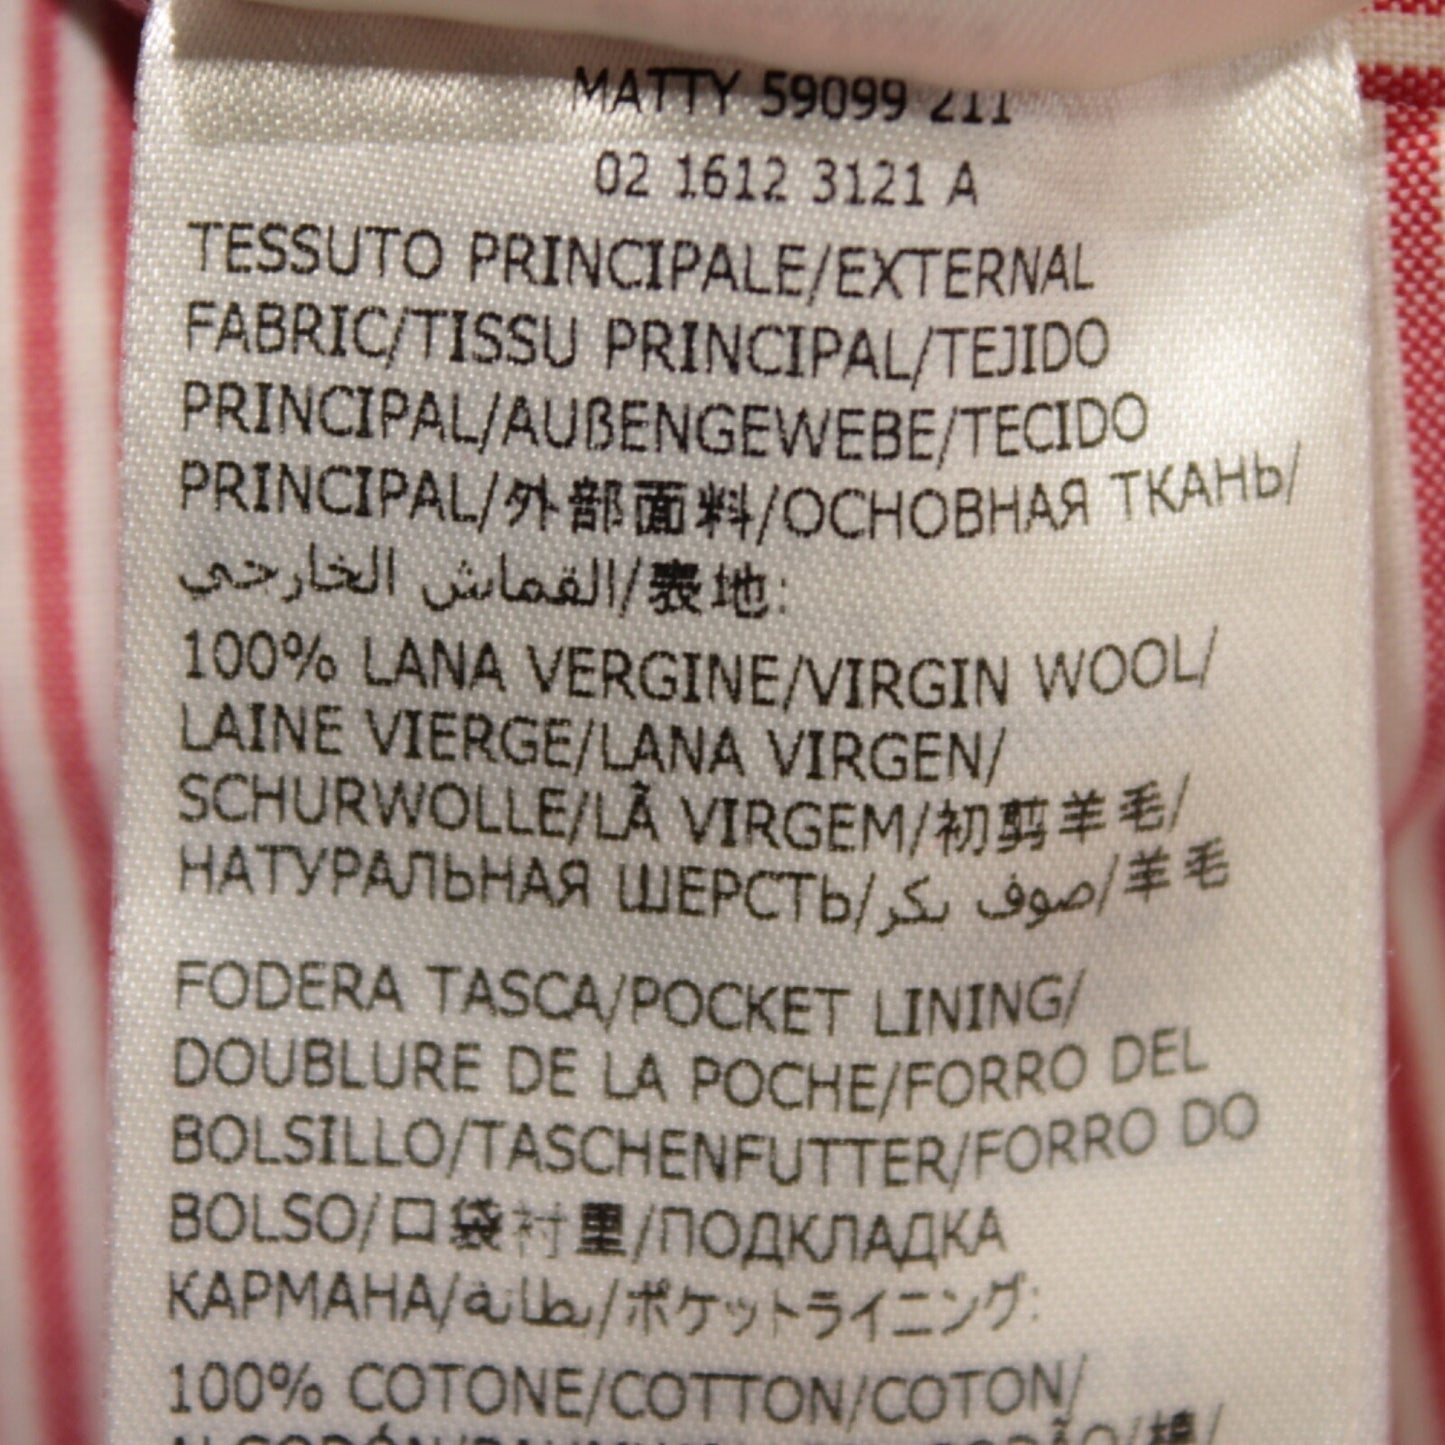 MATTY 59099 211
02 1612 3121 A
TESSUTO PRINCIPALE/EXTERNAL
FABRIC/TISSU PRINCIPAL/TEJIDO
PRINCIPAL/AUßENGEWEBE/TECIDO
PRINCIPAL/外部面料/ОСНОВНАЯ ТКАНЬ/
القماش الخارجي/表地:
100% LANA VERGINE/VIRGIN WOOL/
LAINE VIERGE/LANA VIRGEN/
SCHURWOLLE/LÃ VIRGEM/初剪羊毛/
НАТУРАЛЬНАЯ ШЕРСТЬ/صوف بكر/羊毛
FODERA TASCA/POCKET LINING/
DOUBLURE DE LA POCHE/FORRO DEL
BOLSILLO/TASCHENFUTTER/FORRO DO
BOLSO/口袋衬里/ПОДКЛАДКА
КАРМАНА/بطانة/ポケットライニング:
100% COTONE/COTTON/COTON/